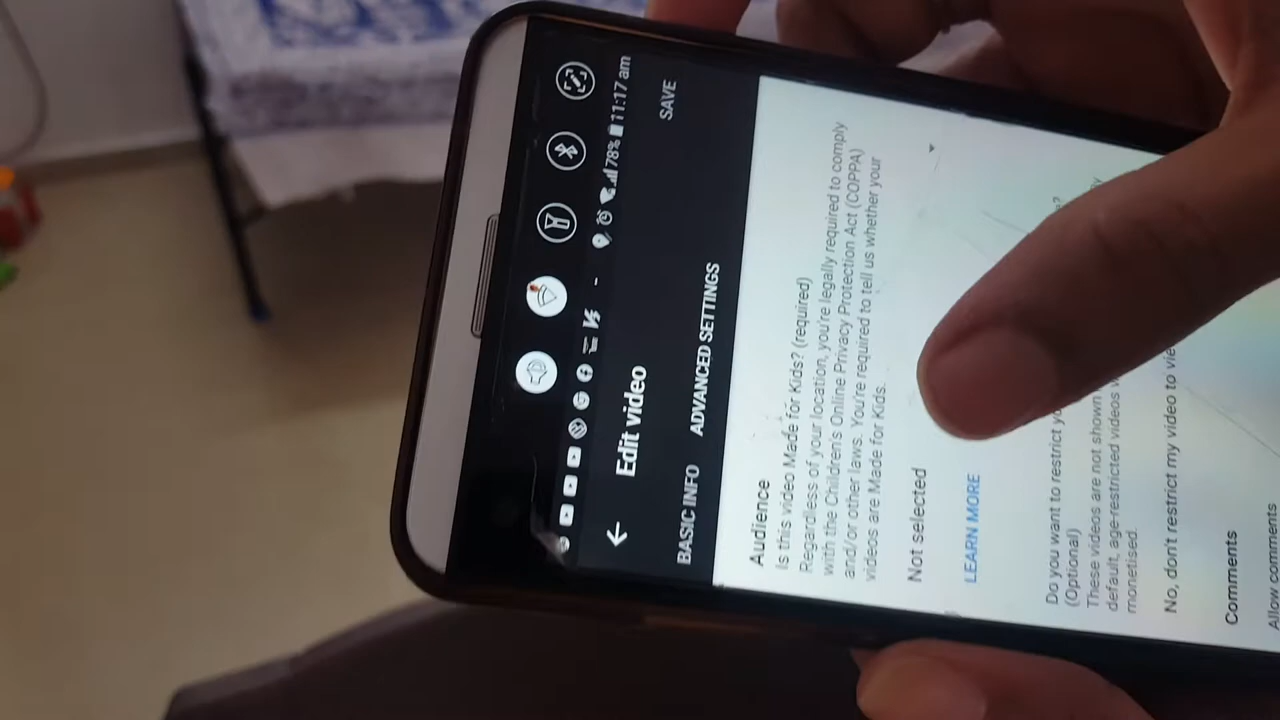 78% 11:17 am
Edit video
SAVE
BASIC INFO
ADVANCED SETTINGS
Audience
Is this video Made for Kids? (required)
Regardless of your location, you're legally required to comply
with the Children's Online Privacy Protection Act (COPPA)
and/or other laws. You're required to tell us whether your
videos are Made for Kids.
Not selected
LEARN MORE
Do you want to restrict
(Optional)
These videos are not shown
default, age-restricted videos
monetised.
No, don't restrict my video to
Comments
Allow comments